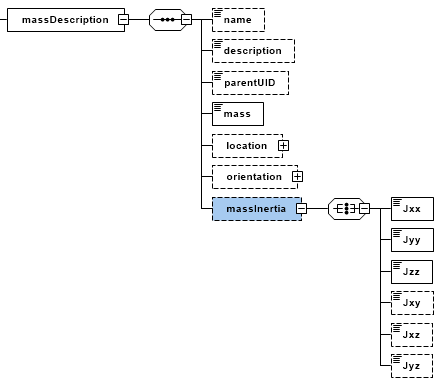 massDescription
name
description
parentUID
mass
location
orientation
massInertia
Jxx
Jyy
Jzz
Jxy
Jxz
Jyz